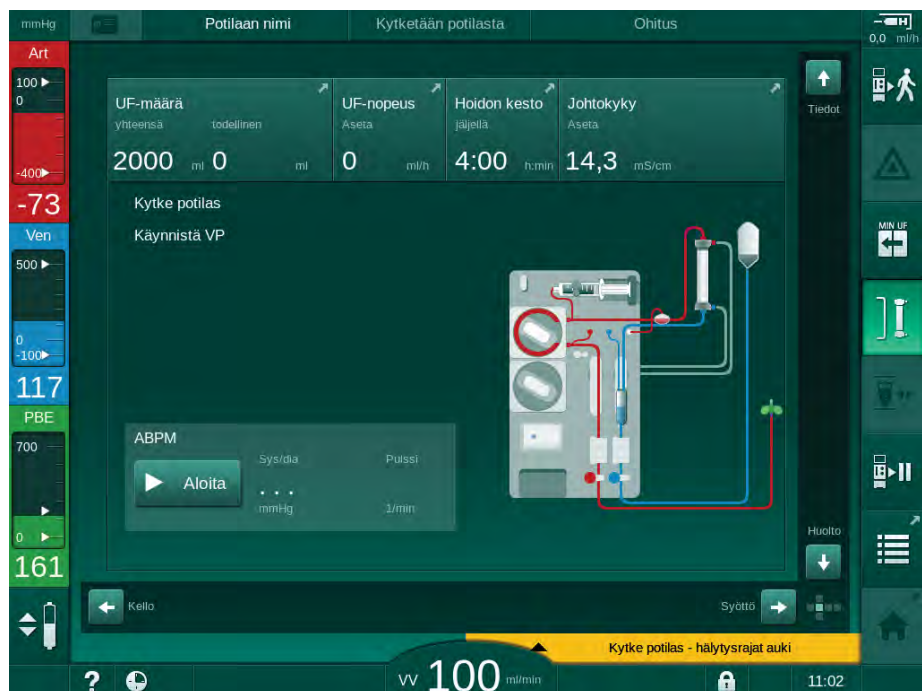 mmHg
Potilaan nimi
Kytketään potilasta
Ohitus
0,0 ml/h
Art
100
0
-400
-73
Ven
500
0
-100
117
PBE
700
0
161
UF-määrä
yhteensä todellinen
2000 ml 0 ml
UF-nopeus
Aseta
0 ml/h
Hoidon kesto
jäljellä
4:00 h:min
Johtokyky
Aseta
14,3 mS/cm
Tiedot
Kytke potilas
Käynnistä VP
MIN UF
ABPM
Sys/dia Pulssi
Aloita
. . .
mmHg 1/min
Huolto
Kello
Syöttö
Kytke potilas - hälytysrajat auki
?
VV 100 ml/min
11:02